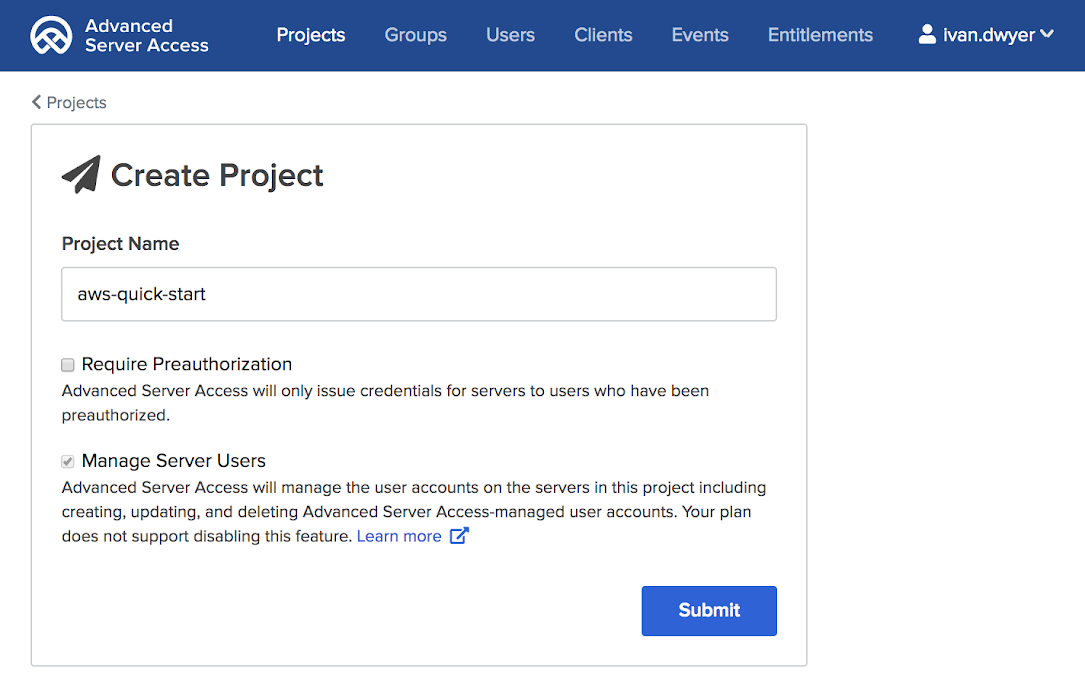 Advanced
Server Access
Projects
Groups
Users
Clients
Events
Entitlements
ivan.dwyer
Projects
Create Project
Project Name
aws-quick-start
Require Preauthorization
Advanced Server Access will only issue credentials for servers to users who have been
preauthorized.
Manage Server Users
Advanced Server Access will manage the user accounts on the servers in this project including
creating, updating, and deleting Advanced Server Access-managed user accounts. Your plan
does not support disabling this feature. Learn more
Submit